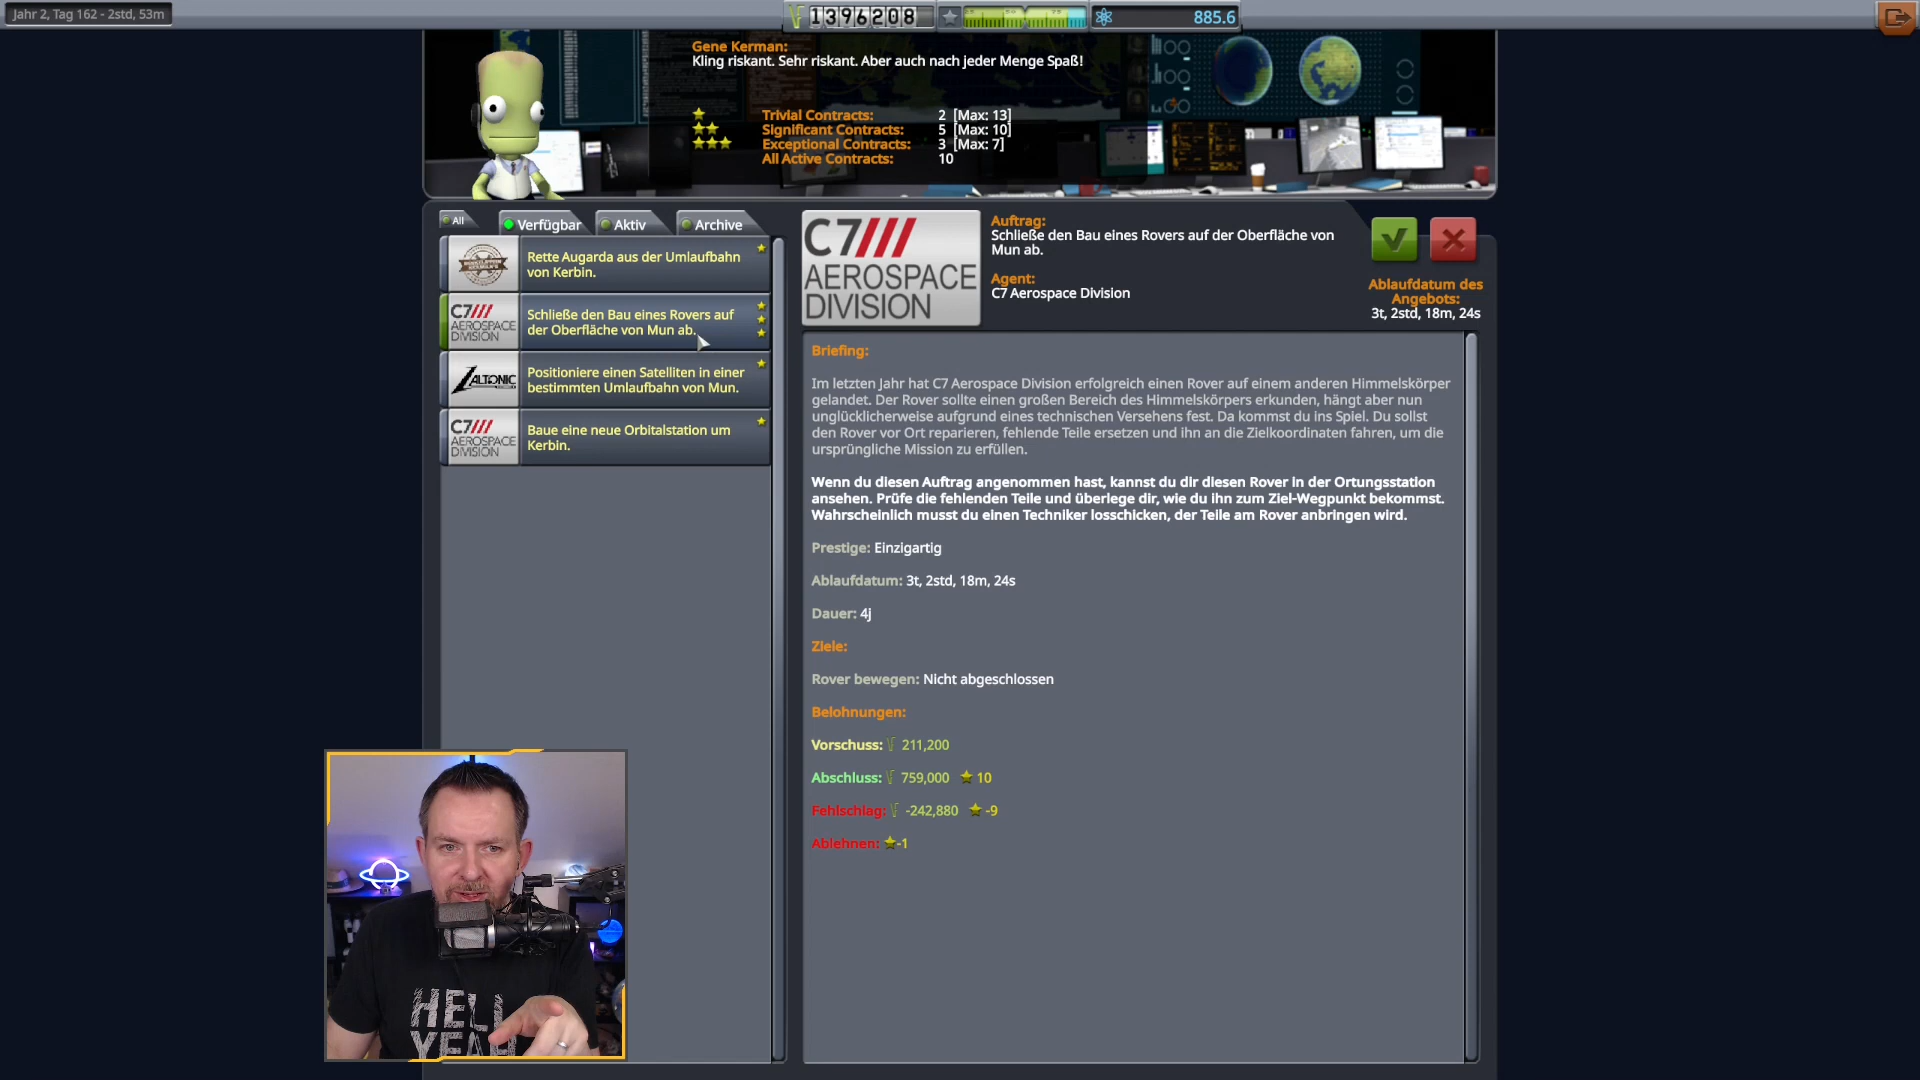 Jahr 2, Tag 162 - 2std, 53m
1396208
885.6
Gene Kerman:
Kling riskant. Sehr riskant. Aber auch nach jeder Menge Spaß!
Trivial Contracts: 2 [Max: 13]
Significant Contracts: 5 [Max: 10]
Exceptional Contracts: 3 [Max: 7]
All Active Contracts: 10
All
Verfügbar
Aktiv
Archive
Rette Augarda aus der Umlaufbahn
von Kerbin.
C7///
AEROSPACE
DIVISION
Schließe den Bau eines Rovers auf
der Oberfläche von Mun ab.
ALTONIC
Positioniere einen Satelliten in einer
bestimmten Umlaufbahn von Mun.
C7///
AEROSPACE
DIVISION
Baue eine neue Orbitalstation um
Kerbin.
C7///
AEROSPACE
DIVISION
Auftrag:
Schließe den Bau eines Rovers auf der Oberfläche von
Mun ab.
Agent:
C7 Aerospace Division
Ablaufdatum des
Angebots:
3t, 2std, 18m, 24s
Briefing:
Im letzten Jahr hat C7 Aerospace Division erfolgreich einen Rover auf einem anderen Himmelskörper
gelandet. Der Rover sollte einen großen Bereich des Himmelskörpers erkunden, hängt aber nun
unglücklicherweise aufgrund eines technischen Versehens fest. Da kommst du ins Spiel. Du sollst
den Rover vor Ort reparieren, fehlende Teile ersetzen und ihn an die Zielkoordinaten fahren, um die
ursprüngliche Mission zu erfüllen.
Wenn du diesen Auftrag angenommen hast, kannst du dir diesen Rover in der Ortungsstation
ansehen. Prüfe die fehlenden Teile und überlege dir, wie du ihn zum Ziel-Wegpunkt bekommst.
Wahrscheinlich musst du einen Techniker losschicken, der Teile am Rover anbringen wird.
Prestige: Einzigartig
Ablaufdatum: 3t, 2std, 18m, 24s
Dauer: 4j
Ziele:
Rover bewegen: Nicht abgeschlossen
Belohnungen:
Vorschuss: 211,200
Abschluss: 759,000 10
Fehlschlag: -242,880 -9
Ablehnen: -1
HELL
YEAH